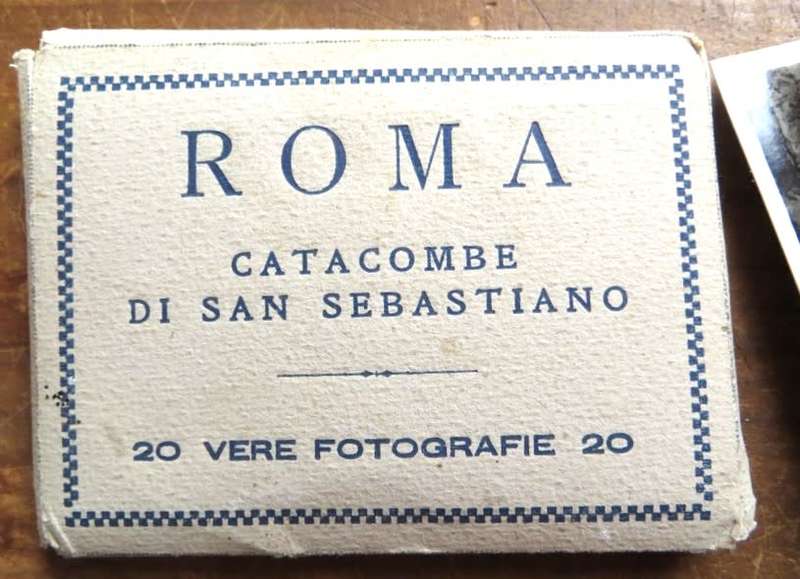 ROMA
CATACOMBE
DI SAN SEBASTIANO
20 VERE FOTOGRAFIE 20